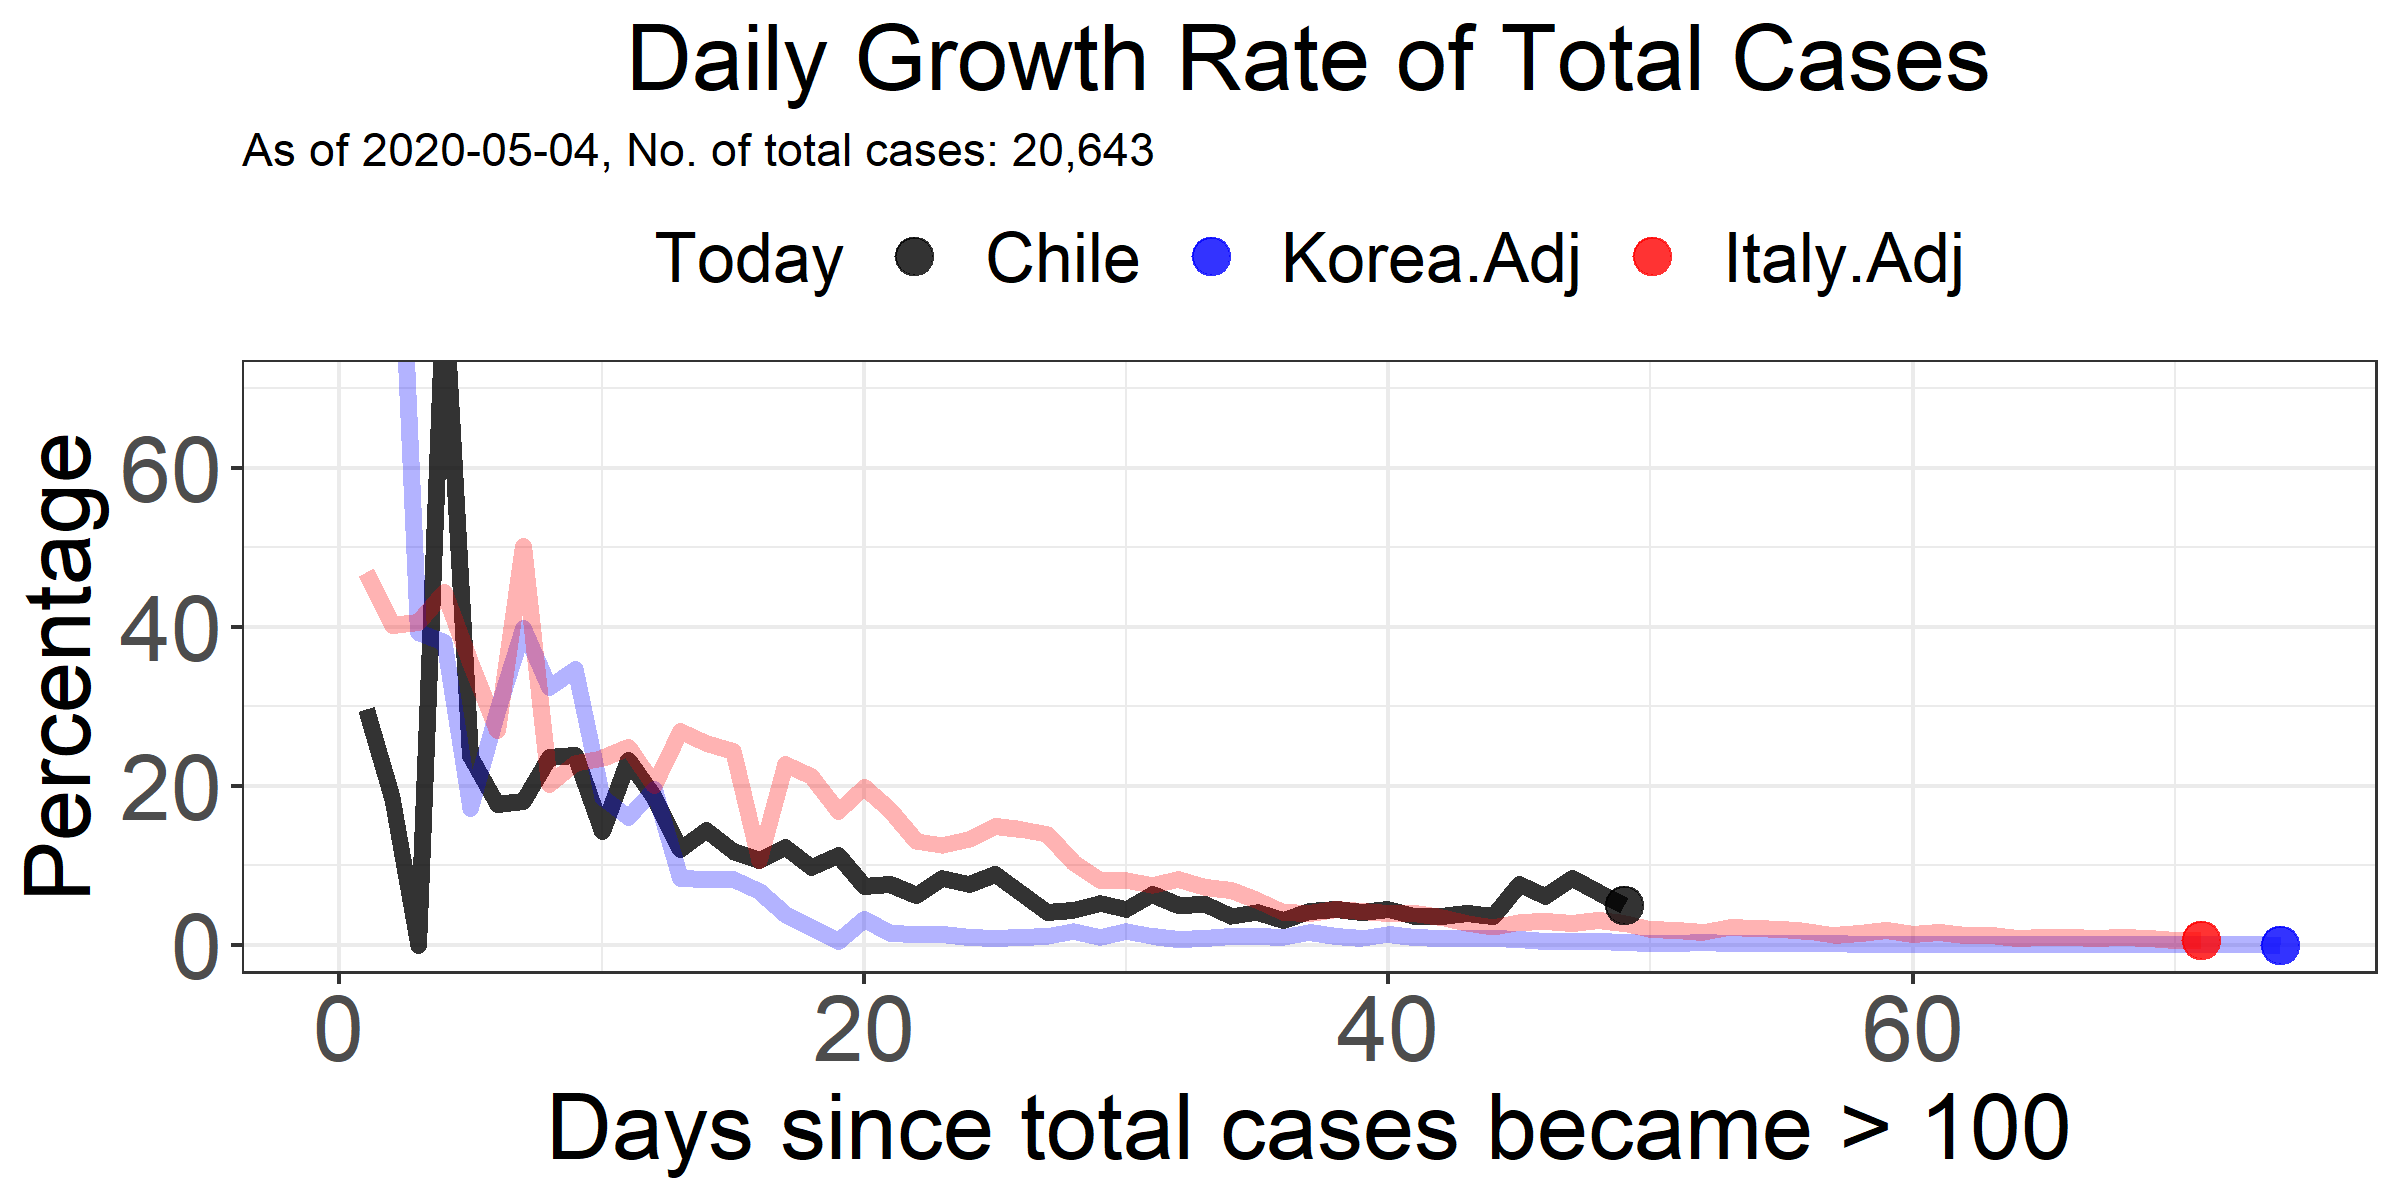 Daily Growth Rate of Total Cases
As of 2020-05-04, No. of total cases: 20,643
Today Chile Korea.Adj Italy.Adj
Percentage
60
40
20
0
0 20 40 60
Days since total cases became > 100